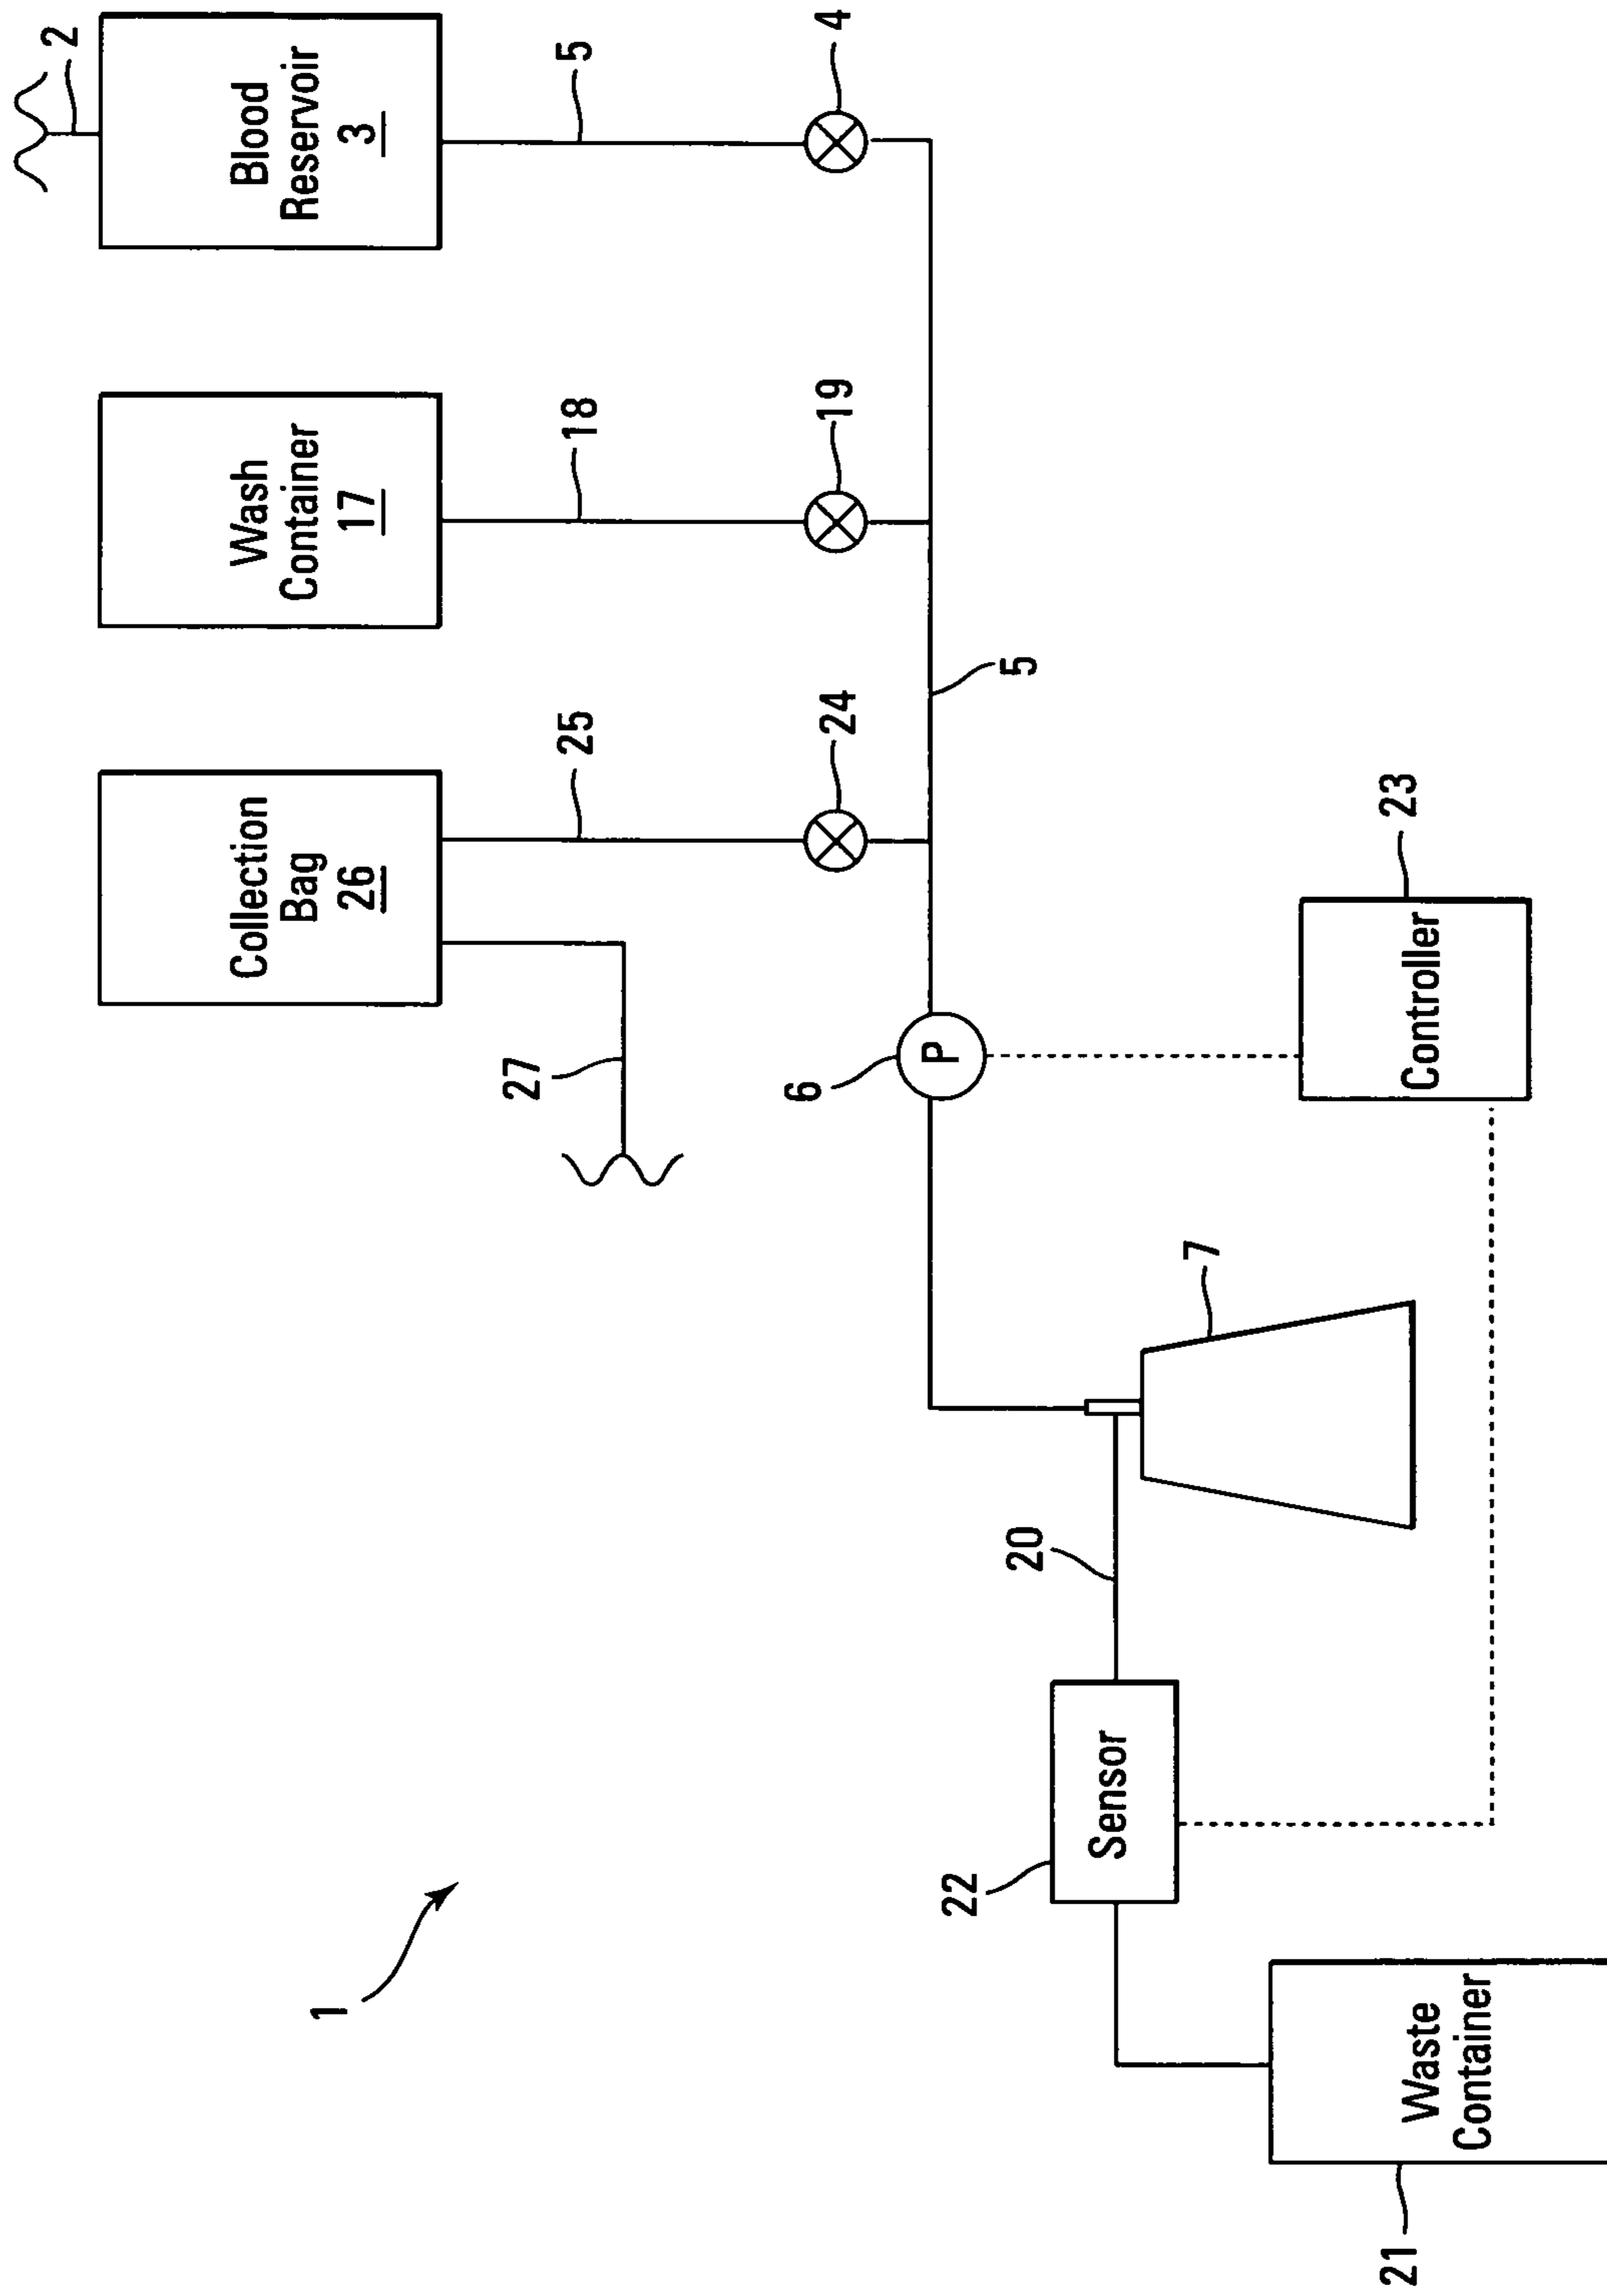 1
2
Blood
Reservoir
3
5
4
Wash
Container
17
18
19
Collection
Bag
26
25
24
27
5
6
P
Controller
23
7
20
Sensor
22
Waste
Container
21